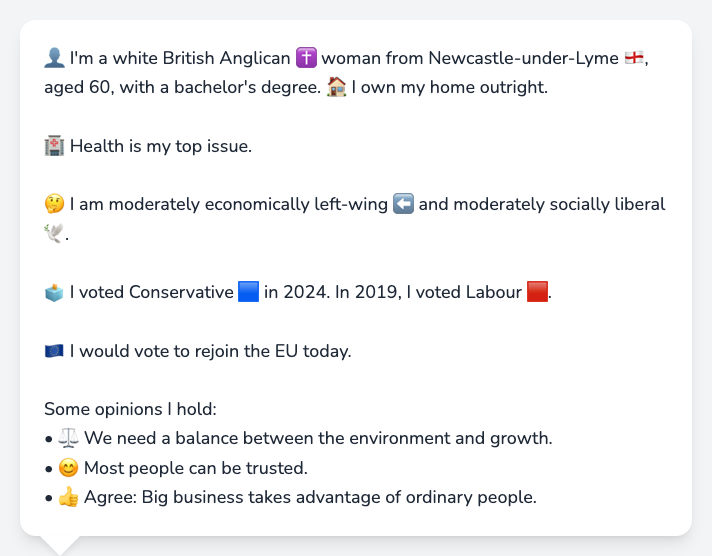 👤 I'm a white British Anglican ✝️ woman from Newcastle-under-Lyme 🏴󠁧󠁢󠁥󠁮󠁧󠁿,
aged 60, with a bachelor's degree. 🏠 I own my home outright.
🏥 Health is my top issue.
🤔 I am moderately economically left-wing ⬅️ and moderately socially liberal
🕊️.
🗳️ I voted Conservative 🟦 in 2024. In 2019, I voted Labour 🟥.
🇪🇺 I would vote to rejoin the EU today.
Some opinions I hold:
• ⚖️ We need a balance between the environment and growth.
• 😊 Most people can be trusted.
• 👍 Agree: Big business takes advantage of ordinary people.